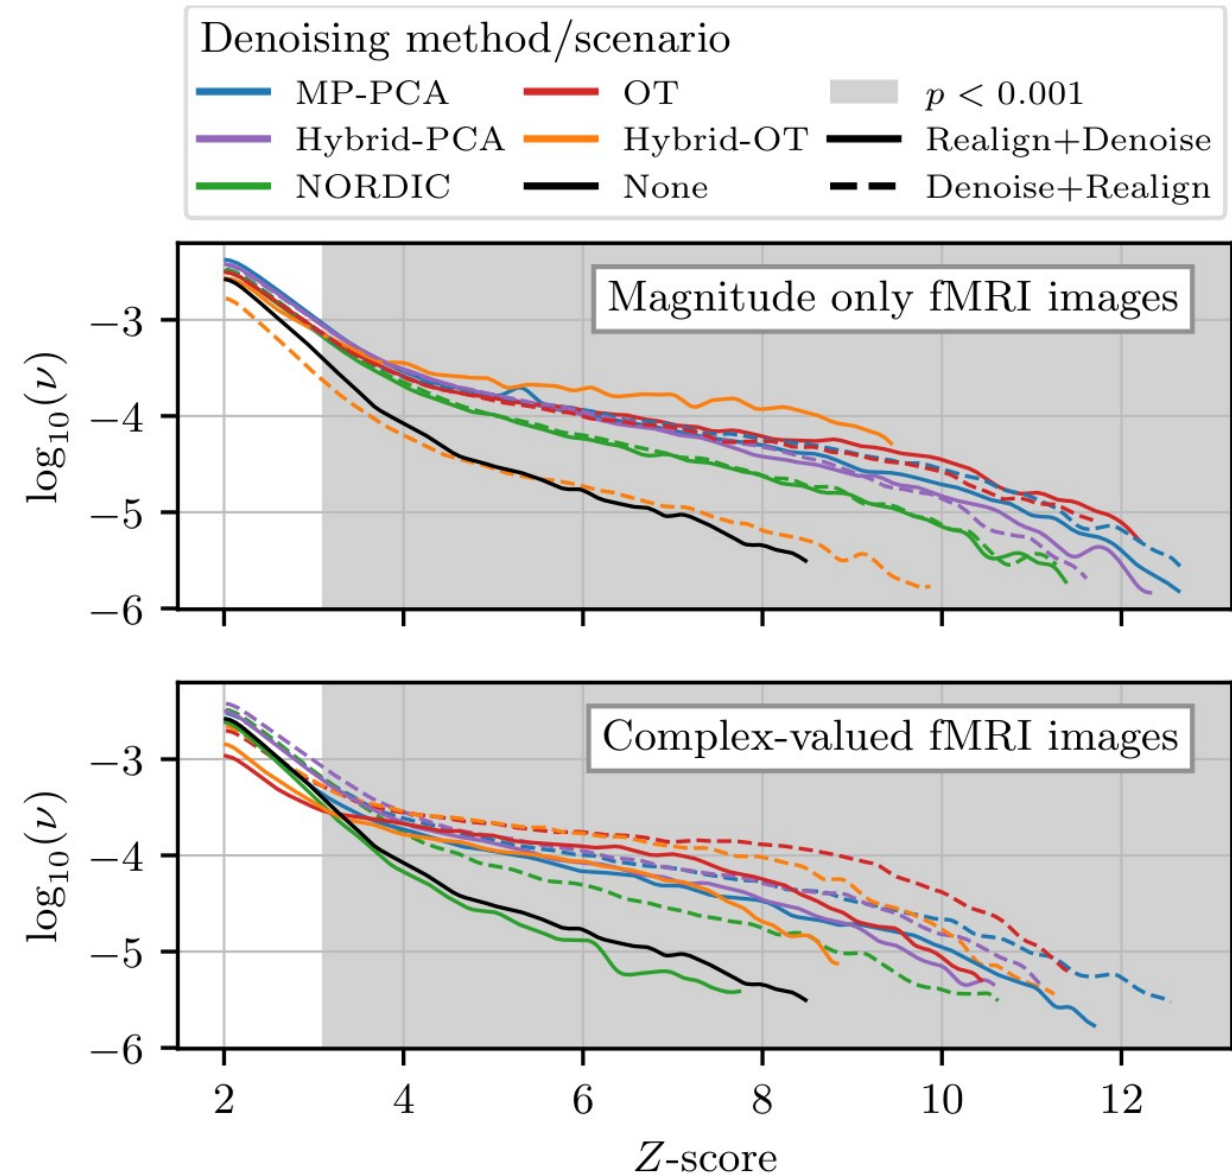 Denoising method/scenario
MP-PCA OT p < 0.001
Hybrid-PCA Hybrid-OT Realign+Denoise
NORDIC None Denoise+Realign
Magnitude only fMRI images
−3
−4
−5
−6
log₁₀(ν)
Complex-valued fMRI images
−3
−4
−5
−6
log₁₀(ν)
2 4 6 8 10 12
Z-score